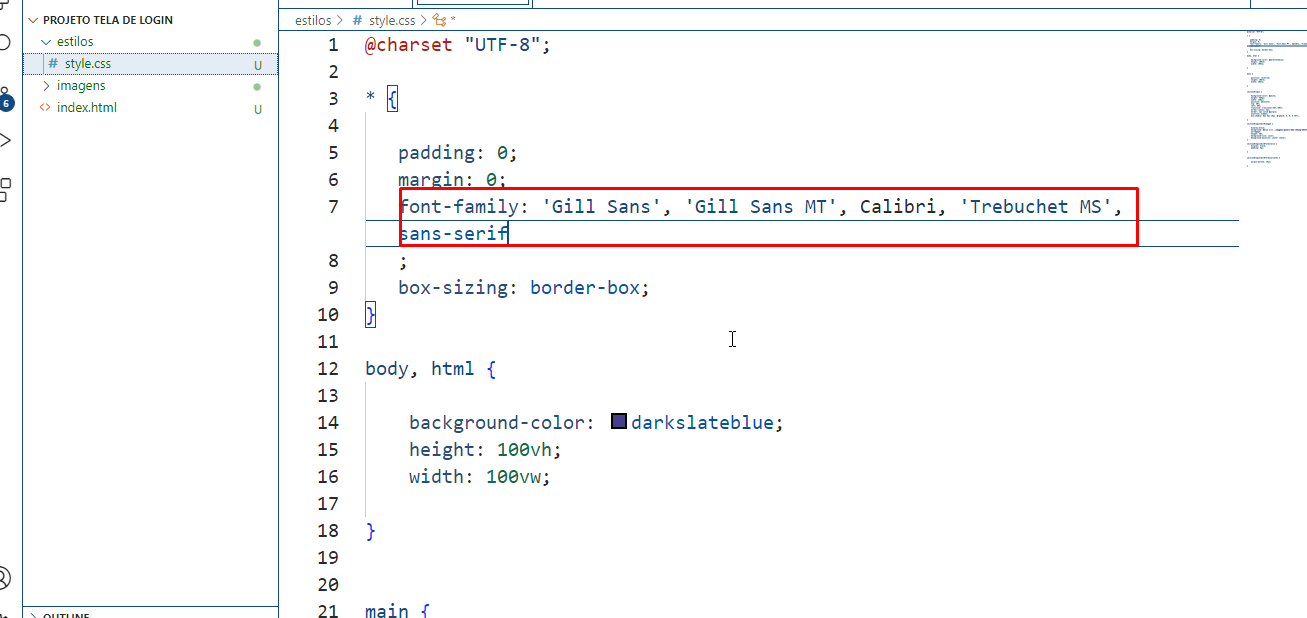 PROJETO TELA DE LOGIN
estilos
# style.css U
imagens
<> index.html U
6
OUTLINE
estilos > # style.css > *
1 @charset "UTF-8";
2
3 * {
4
5 padding: 0;
6 margin: 0;
7 font-family: 'Gill Sans', 'Gill Sans MT', Calibri, 'Trebuchet MS',
sans-serif
8 ;
9 box-sizing: border-box;
10 }
11
12 body, html {
13
14 background-color: darkslateblue;
15 height: 100vh;
16 width: 100vw;
17
18 }
19
20
21 main {